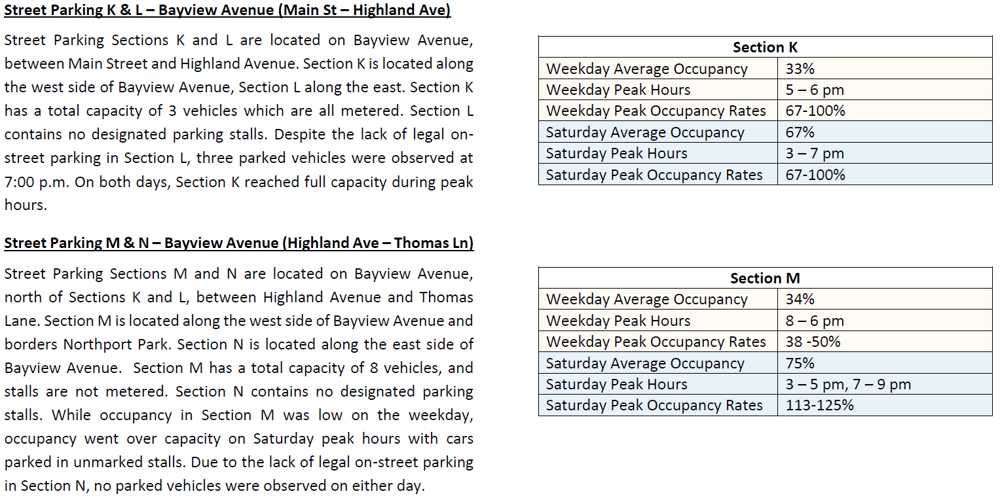 Street Parking K & L – Bayview Avenue (Main St – Highland Ave)
Street Parking Sections K and L are located on Bayview Avenue,
between Main Street and Highland Avenue. Section K is located along
the west side of Bayview Avenue, Section L along the east. Section K
has a total capacity of 3 vehicles which are all metered. Section L
contains no designated parking stalls. Despite the lack of legal on-
street parking in Section L, three parked vehicles were observed at
7:00 p.m. On both days, Section K reached full capacity during peak
hours.
Section K
Weekday Average Occupancy 33%
Weekday Peak Hours 5 – 6 pm
Weekday Peak Occupancy Rates 67-100%
Saturday Average Occupancy 67%
Saturday Peak Hours 3 – 7 pm
Saturday Peak Occupancy Rates 67-100%
Street Parking M & N – Bayview Avenue (Highland Ave – Thomas Ln)
Street Parking Sections M and N are located on Bayview Avenue,
north of Sections K and L, between Highland Avenue and Thomas
Lane. Section M is located along the west side of Bayview Avenue and
borders Northport Park. Section N is located along the east side of
Bayview Avenue.  Section M has a total capacity of 8 vehicles, and
stalls are not metered. Section N contains no designated parking
stalls. While occupancy in Section M was low on the weekday,
occupancy went over capacity on Saturday peak hours with cars
parked in unmarked stalls. Due to the lack of legal on-street parking
in Section N, no parked vehicles were observed on either day.
Section M
Weekday Average Occupancy 34%
Weekday Peak Hours 8 – 6 pm
Weekday Peak Occupancy Rates 38 -50%
Saturday Average Occupancy 75%
Saturday Peak Hours 3 – 5 pm, 7 – 9 pm
Saturday Peak Occupancy Rates 113-125%